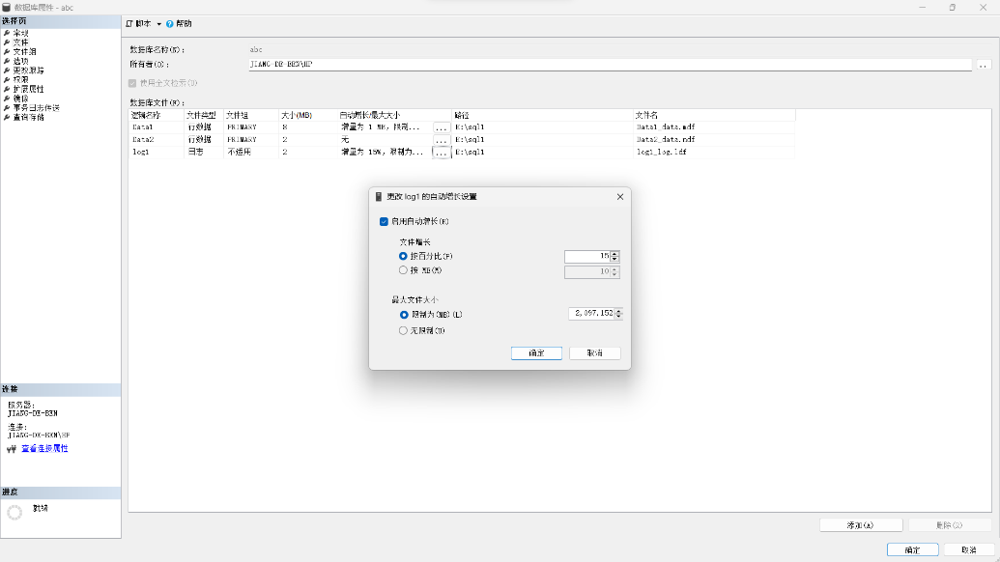 数据库属性 - abc
选择页
常规
文件
文件组
选项
更改跟踪
权限
扩展属性
镜像
事务日志传送
查询存储
脚本 帮助
数据库名称(N): abc
所有者(O): JIANG-DE-BEN\HP ..
使用全文检索(U)
数据库文件(F):
逻辑名称 文件类型 文件组 大小(MB) 自动增长/最大大小 路径 文件名
Data1 行数据 PRIMARY 8 增量为 1 MB, 限制... ... E:\sql1 Data1_data.mdf
Data2 行数据 PRIMARY 2 无 ... E:\sql1 Data2_data.ndf
log1 日志 不适用 2 增量为 15%, 限制为... ... E:\sql1 log1_log.ldf
更改 log1 的自动增长设置
启用自动增长(E)
文件增长
按百分比(P) 15
按 MB(M) 10
最大文件大小
限制为(MB)(L) 2,097,152
无限制(U)
确定 取消
连接
服务器:
JIANG-DE-BEN
连接:
JIANG-DE-BEN\HP
查看连接属性
进度
就绪
添加(A) 删除(R)
确定 取消